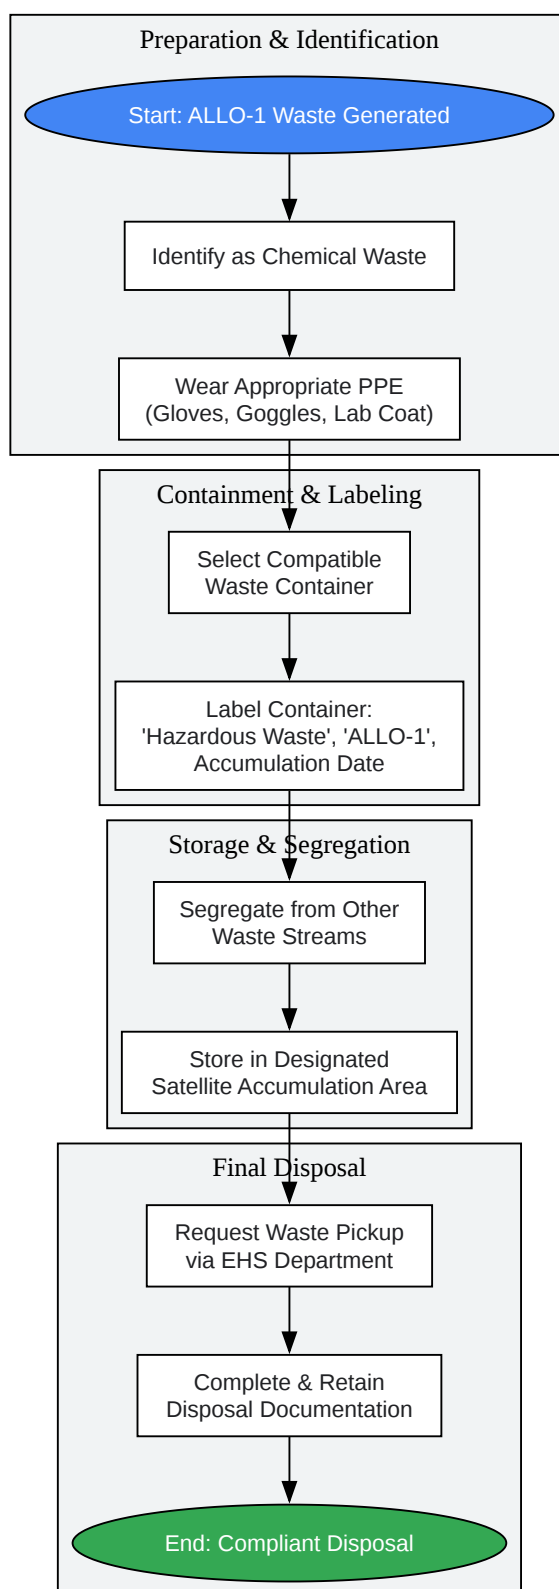 Preparation & Identification
Start: ALLO-1 Waste Generated
Identify as Chemical Waste
Wear Appropriate PPE
(Gloves, Goggles, Lab Coat)
Containment & Labeling
Select Compatible
Waste Container
Label Container:
'Hazardous Waste', 'ALLO-1',
Accumulation Date
Storage & Segregation
Segregate from Other
Waste Streams
Store in Designated
Satellite Accumulation Area
Final Disposal
Request Waste Pickup
via EHS Department
Complete & Retain
Disposal Documentation
End: Compliant Disposal